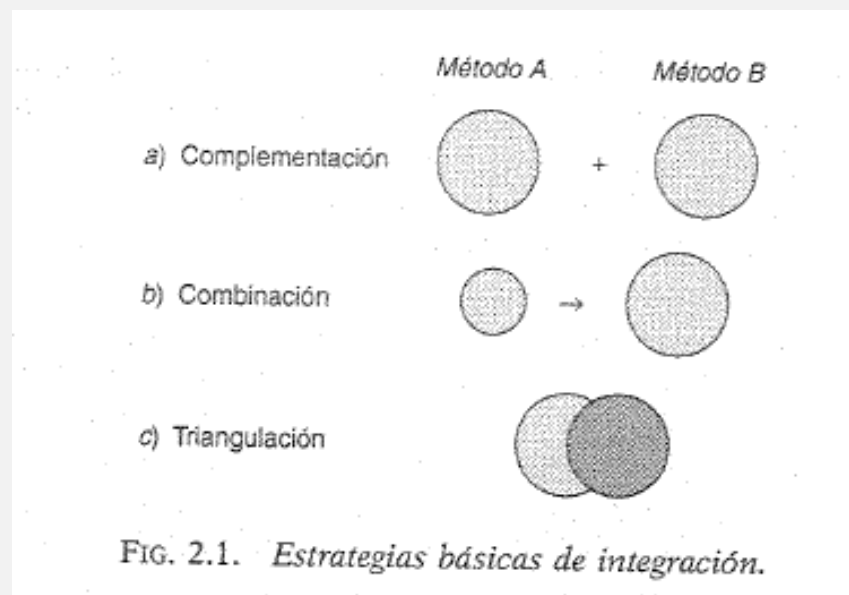 Método A Método B
a) Complementación +
b) Combinación →
c) Triangulación
FIG. 2.1. Estrategias básicas de integración.